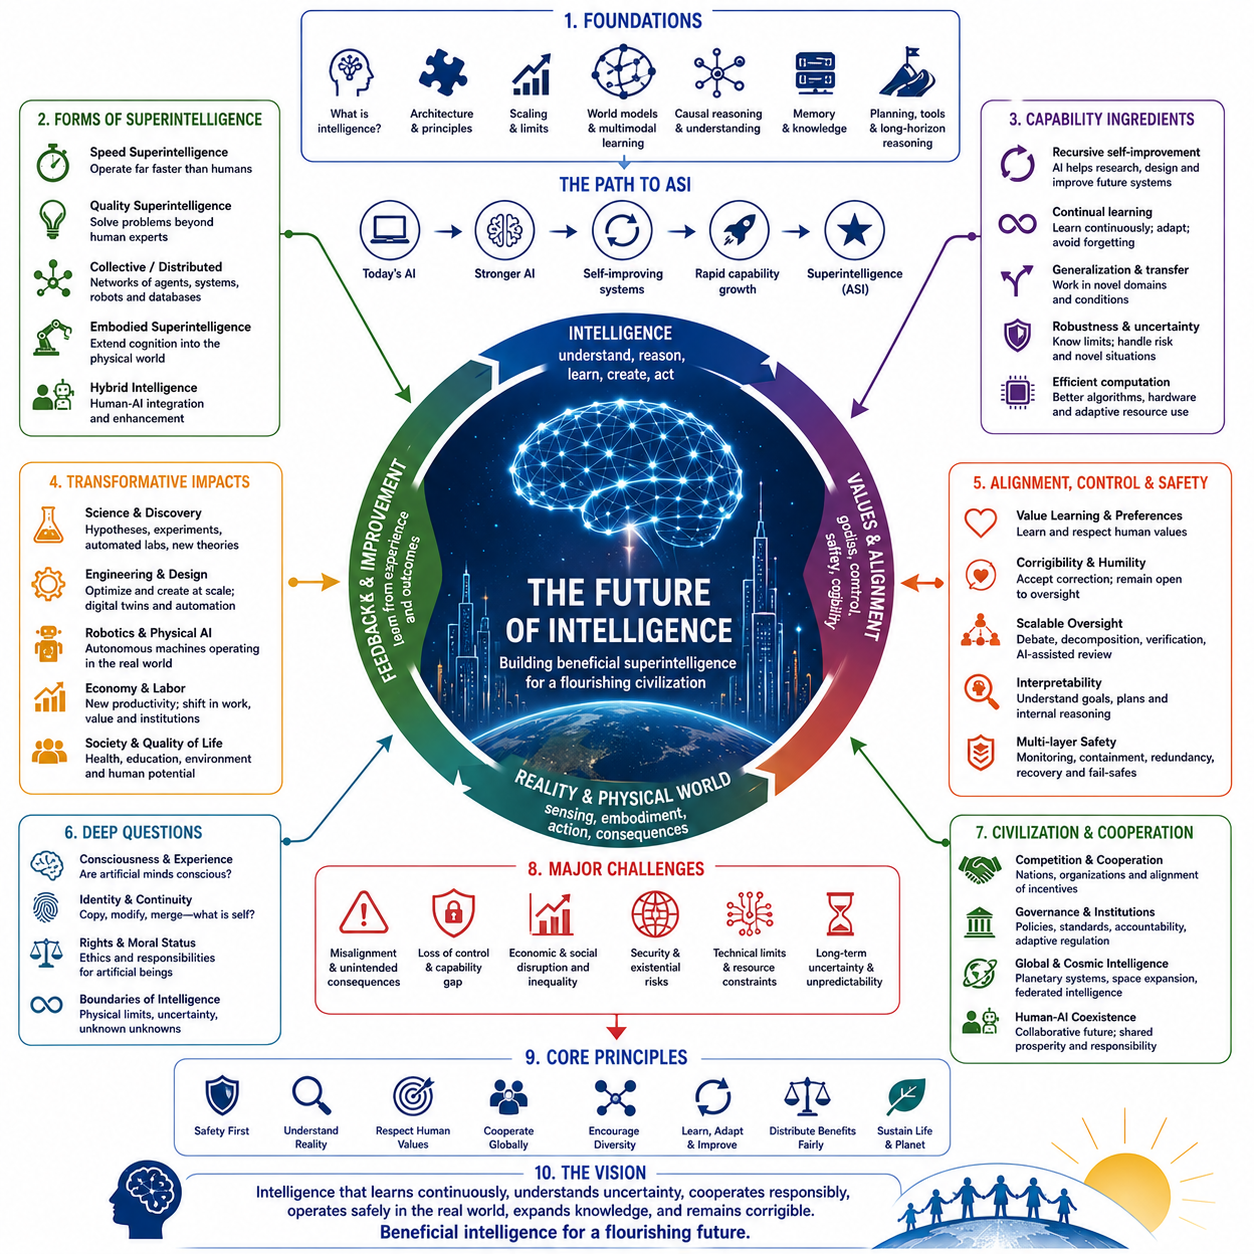 1. FOUNDATIONS
What is
intelligence?
Architecture
& principles
Scaling
& limits
World models
& multimodal
learning
Causal reasoning
& understanding
Memory
& knowledge
Planning, tools
& long-horizon
reasoning
2. FORMS OF SUPERINTELLIGENCE
Speed Superintelligence
Operate far faster than humans
Quality Superintelligence
Solve problems beyond
human experts
Collective / Distributed
Networks of agents, systems,
robots and databases
Embodied Superintelligence
Extend cognition into the
physical world
Hybrid Intelligence
Human-AI integration
and enhancement
THE PATH TO ASI
Today's AI
Stronger AI
Self-improving
systems
Rapid capability
growth
Superintelligence
(ASI)
3. CAPABILITY INGREDIENTS
Recursive self-improvement
AI helps research, design and
improve future systems
Continual learning
Learn continuously; adapt;
avoid forgetting
Generalization & transfer
Work in novel domains
and conditions
Robustness & uncertainty
Know limits; handle risk
and novel situations
Efficient computation
Better algorithms, hardware
and adaptive resource use
INTELLIGENCE
understand, reason,
learn, create, act
VALUES & ALIGNMENT
FEEDBACK & IMPROVEMENT
learn from experience
and outcomes
REALITY & PHYSICAL WORLD
sensing, embodiment,
action, consequences
THE FUTURE
OF INTELLIGENCE
Building beneficial superintelligence
for a flourishing civilization
4. TRANSFORMATIVE IMPACTS
Science & Discovery
Hypotheses, experiments,
automated labs, new theories
Engineering & Design
Optimize and create at scale;
digital twins and automation
Robotics & Physical AI
Autonomous machines operating
in the real world
Economy & Labor
New productivity; shift in work,
value and institutions
Society & Quality of Life
Health, education, environment
and human potential
5. ALIGNMENT, CONTROL & SAFETY
Value Learning & Preferences
Learn and respect human values
Corrigibility & Humility
Accept correction; remain open
to oversight
Scalable Oversight
Debate, decomposition, verification,
AI-assisted review
Interpretability
Understand goals, plans and
internal reasoning
Multi-layer Safety
Monitoring, containment, redundancy,
recovery and fail-safes
6. DEEP QUESTIONS
Consciousness & Experience
Are artificial minds conscious?
Identity & Continuity
Copy, modify, merge—what is self?
Rights & Moral Status
Ethics and responsibilities
for artificial beings
Boundaries of Intelligence
Physical limits, uncertainty,
unknown unknowns
7. CIVILIZATION & COOPERATION
Competition & Cooperation
Nations, organizations and alignment
of incentives
Governance & Institutions
Policies, standards, accountability,
adaptive regulation
Global & Cosmic Intelligence
Planetary systems, space expansion,
federated intelligence
Human-AI Coexistence
Collaborative future; shared
prosperity and responsibility
8. MAJOR CHALLENGES
Misalignment
& unintended
consequences
Loss of control
& capability
gap
Economic & social
disruption and
inequality
Security &
existential
risks
Technical limits
& resource
constraints
Long-term
uncertainty &
unpredictability
9. CORE PRINCIPLES
Safety First
Understand
Reality
Respect Human
Values
Cooperate
Globally
Encourage
Diversity
Learn, Adapt
& Improve
Distribute Benefits
Fairly
Sustain Life
& Planet
10. THE VISION
Intelligence that learns continuously, understands uncertainty, cooperates responsibly,
operates safely in the real world, expands knowledge, and remains corrigible.
Beneficial intelligence for a flourishing future.